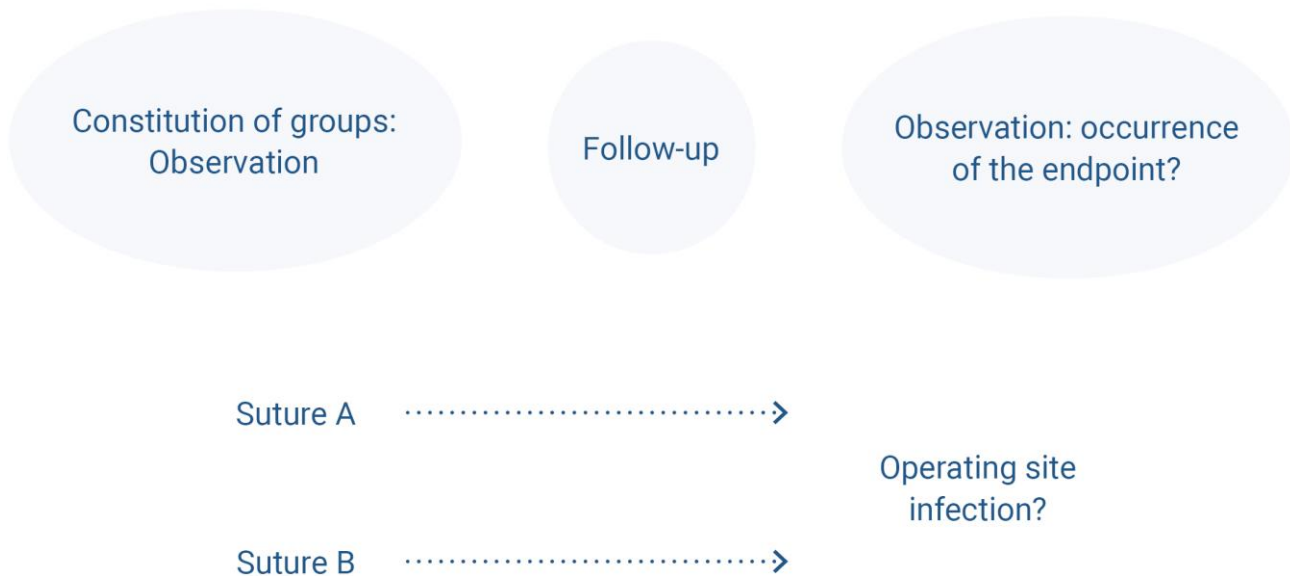 Constitution of groups:
Observation
Follow-up
Observation: occurrence
of the endpoint?
Suture A
Operating site
infection?
Suture B